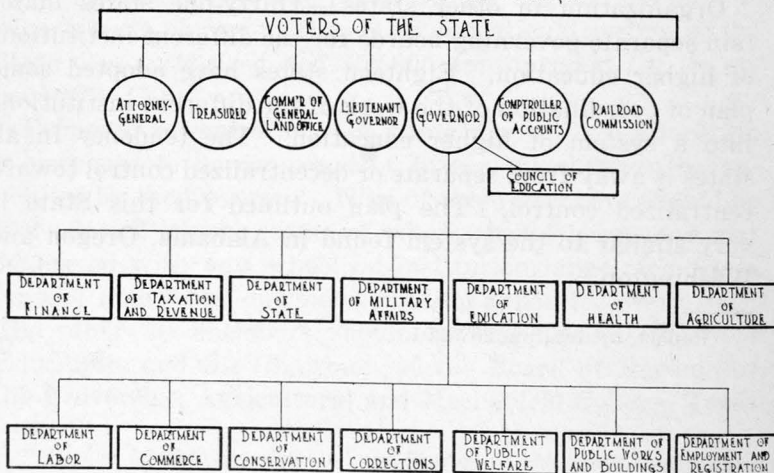 VOTERS OF THE STATE
ATTORNEY
GENERAL
TREASURER
COMM'R OF
GENERAL
LAND OFFICE
LIEUTENANT
GOVERNOR
GOVERNOR
COMPTROLLER
OF PUBLIC
ACCOUNTS
RAILROAD
COMMISSION
COUNCIL OF
EDUCATION
DEPARTMENT
OF
FINANCE
DEPARTMENT
OF TAXATION
AND REVENUE
DEPARTMENT
OF
STATE
DEPARTMENT
OF MILITARY
AFFAIRS
DEPARTMENT
OF
EDUCATION
DEPARTMENT
OF
HEALTH
DEPARTMENT
OF
AGRICULTURE
DEPARTMENT
OF
LABOR
DEPARTMENT
OF
COMMERCE
DEPARTMENT
OF
CONSERVATION
DEPARTMENT
OF
CORRECTIONS
DEPARTMENT
OF PUBLIC
WELFARE
DEPARTMENT OF
PUBLIC WORKS
AND BUILDINGS
DEPARTMENT OF
EMPLOYMENT AND
REGISTRATION